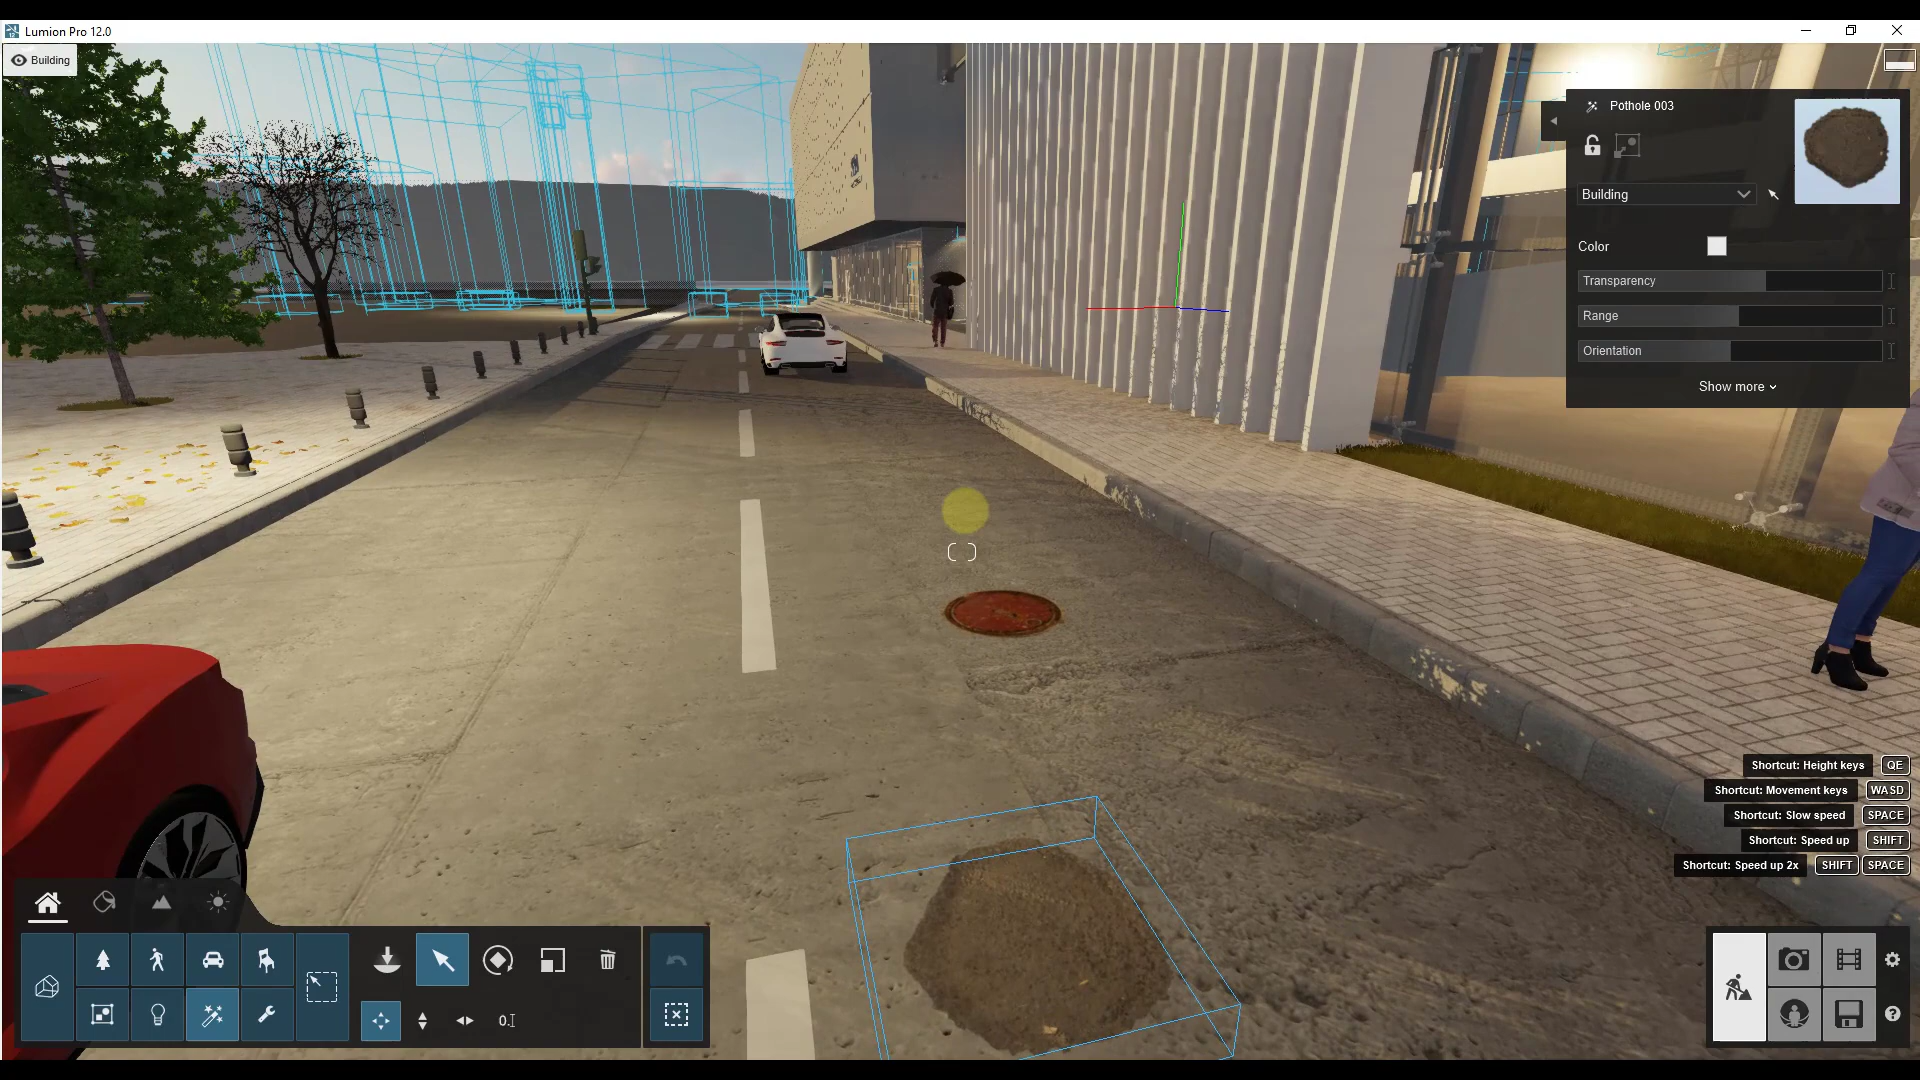 Lumion Pro 12.0
Building
Pothole 003
Building
Color
Transparency
Range
Orientation
Show more
Shortcut: Height keys QE
Shortcut: Movement keys WASD
Shortcut: Slow speed SPACE
Shortcut: Speed up SHIFT
Shortcut: Speed up 2x SHIFT SPACE
0.
?